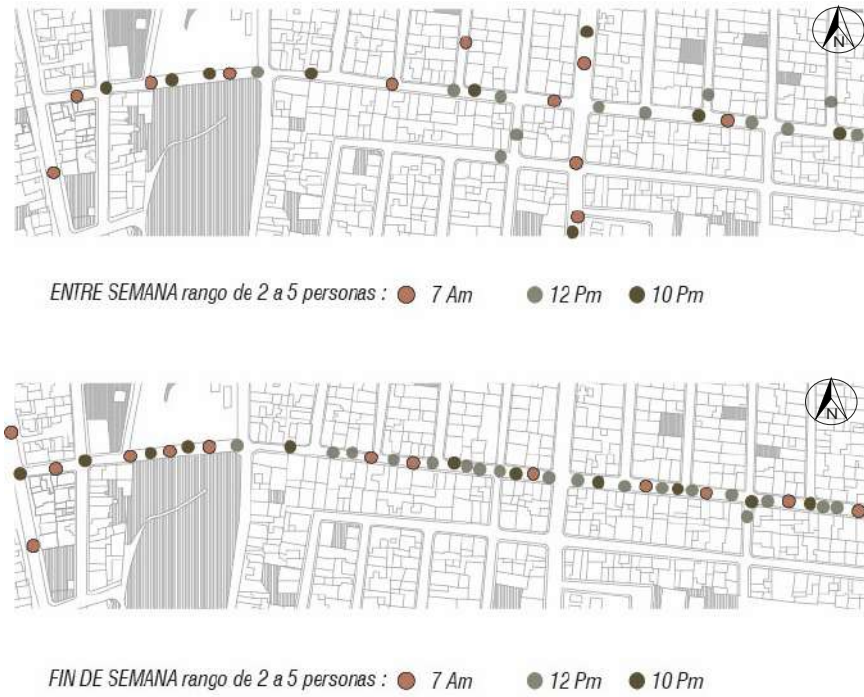 N
ENTRE SEMANA rango de 2 a 5 personas : 7 Am 12 Pm 10 Pm
N
FIN DE SEMANA rango de 2 a 5 personas : 7 Am 12 Pm 10 Pm